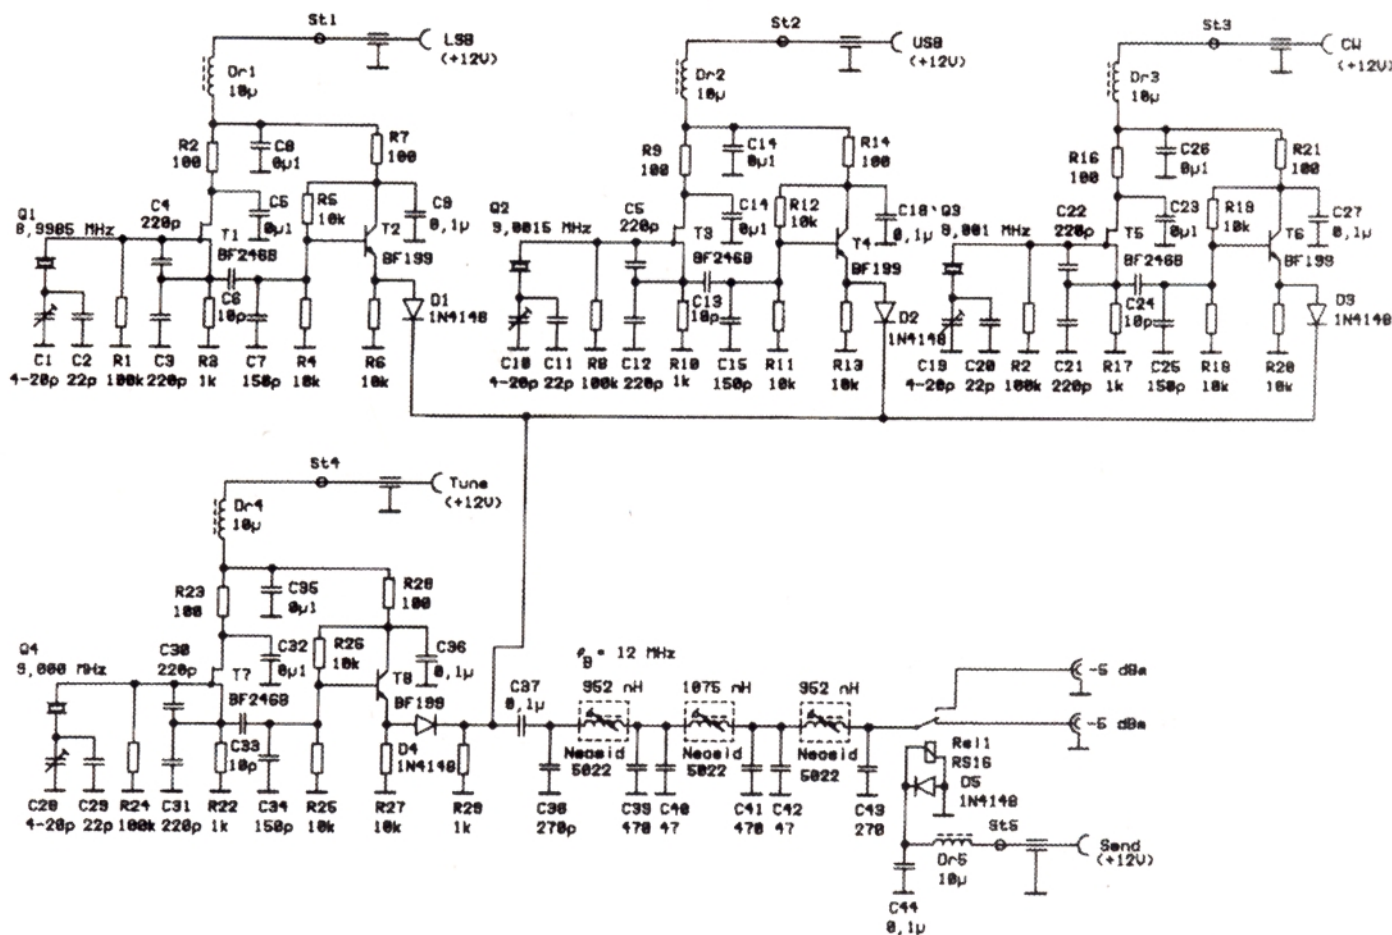 St1
LSB
(+12V)
Dr1
10µ
R2
100
C8
0µ1
R7
100
C4
220p
R5
10k
C5
0µ1
C9
0,1µ
Q1
8,9985 MHz
T1
BF246B
T2
BF199
C6
10p
D1
1N4148
C1
4-20p
C2
22p
R1
100k
C3
220p
R3
1k
C7
150p
R4
10k
R6
10k
St2
USB
(+12V)
Dr2
10µ
R9
100
C14
0µ1
R14
100
C5
220p
R12
10k
C14
0µ1
C18
0,1µ
Q2
9,0015 MHz
T3
BF246B
T4
BF199
C13
10p
D2
1N4148
C10
4-20p
C11
22p
R8
100k
C12
220p
R10
1k
C15
150p
R11
10k
R13
10k
St3
CW
(+12V)
Dr3
10µ
R16
100
C26
0µ1
R21
100
C22
220p
R19
10k
C23
0µ1
C27
0,1µ
Q3
9,001 MHz
T5
BF246B
T6
BF199
C24
10p
D3
1N4148
C19
4-20p
C20
22p
R2
100k
C21
220p
R17
1k
C25
150p
R18
10k
R20
10k
St4
Tune
(+12V)
Dr4
10µ
R23
100
C35
0µ1
R28
100
C30
220p
R26
10k
C32
0µ1
C36
0,1µ
Q4
9,000 MHz
T7
BF246B
T8
BF199
C33
10p
D4
1N4148
C28
4-20p
C29
22p
R24
100k
C31
220p
R22
1k
C34
150p
R25
10k
R27
10k
R29
1k
C37
0,1µ
= 12 MHz
952 nH
1075 nH
952 nH
Neosid
5022
Neosid
5022
Neosid
5022
C38
270p
C39
470
C40
47
C41
470
C42
47
C43
270
-5 dBm
-5 dBm
Rel1
RS16
D5
1N4148
St5
Send
(+12V)
Dr5
10µ
C44
0,1µ